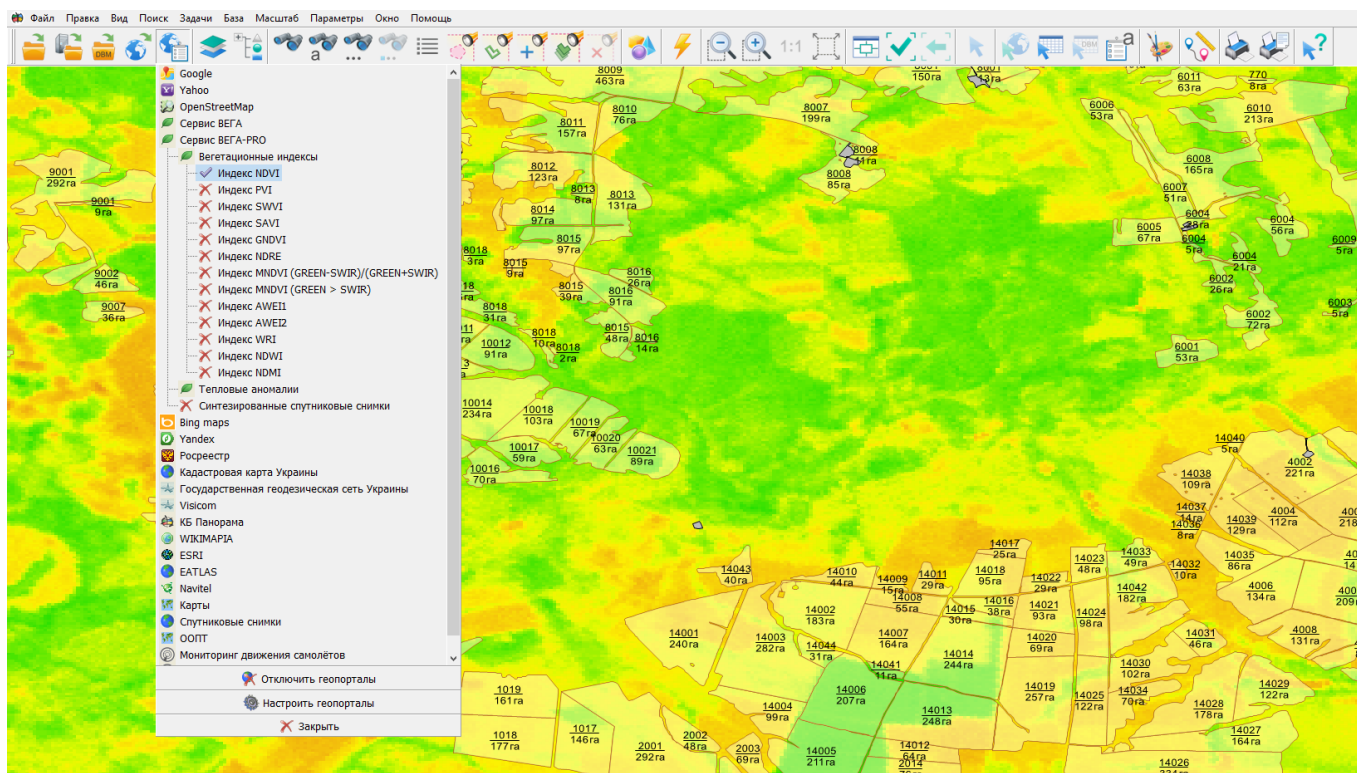 Файл Правка Вид Поиск Задачи База Масштаб Параметры Окно Помощь
OBM a ... ... 1:1 OBM a ?
Google
Yahoo
OpenStreetMap
Сервис ВЕГА
Сервис ВЕГА-PRO
Вегетационные индексы
Индекс NDVI
Индекс PVI
Индекс SWVI
Индекс SAVI
Индекс GNDVI
Индекс NDRE
Индекс MNDVI (GREEN-SWIR)/(GREEN+SWIR)
Индекс MNDVI (GREEN > SWIR)
Индекс AWEI1
Индекс AWEI2
Индекс WRI
Индекс NDWI
Индекс NDMI
Тепловые аномалии
Синтезированные спутниковые снимки
Bing maps
Yandex
Росреестр
Кадастровая карта Украины
Государственная геодезическая сеть Украины
Visicom
КБ Панорама
WIKIMAPIA
ESRI
EATLAS
Navitel
Карты
Спутниковые снимки
ООПТ
Мониторинг движения самолётов
Отключить геопорталы
Настроить геопорталы
Закрыть
9001
292га
9001
9га
9002
46га
9007
36га
8009
463га
8010
76га
8011
157га
8007
199га
150га
8008
85га
8012
123га
8013
8га
8013
131га
8014
97га
8015
97га
8018
3га
8015
9га
8015
39га
8016
26га
8016
91га
8018
31га
8018
10га
8018
2га
8015
48га
8016
14га
10012
91га
10014
234га
10018
103га
10019
67га
10020
63га
10021
89га
10017
59га
10016
70га
6011
63га
770
8га
6006
53га
6010
213га
6008
165га
6007
51га
6004
6005
67га
6004
5га
6004
56га
6009
5га
6004
21га
6002
26га
6003
5га
6002
72га
6001
53га
14040
5га
4002
221га
14038
109га
14037
14га
14036
8га
14039
129га
4004
112га
14017
25га
14043
40га
14010
44га
14009
15га
14011
29га
14018
95га
14023
48га
14033
49га
14032
10га
14035
86га
14008
55га
14022
29га
14042
182га
4006
134га
14002
183га
14015
30га
14016
38га
14021
93га
14024
98га
14001
240га
14003
282га
14044
31га
14007
164га
14020
69га
14031
46га
4008
131га
14041
11га
14014
244га
14030
102га
1019
161га
14006
207га
14019
257га
14025
122га
14034
70га
14029
122га
14004
99га
14013
248га
14028
178га
1018
177га
1017
146га
2001
292га
2002
48га
2003
69га
14005
211га
14012
64га
2014
14027
164га
14026